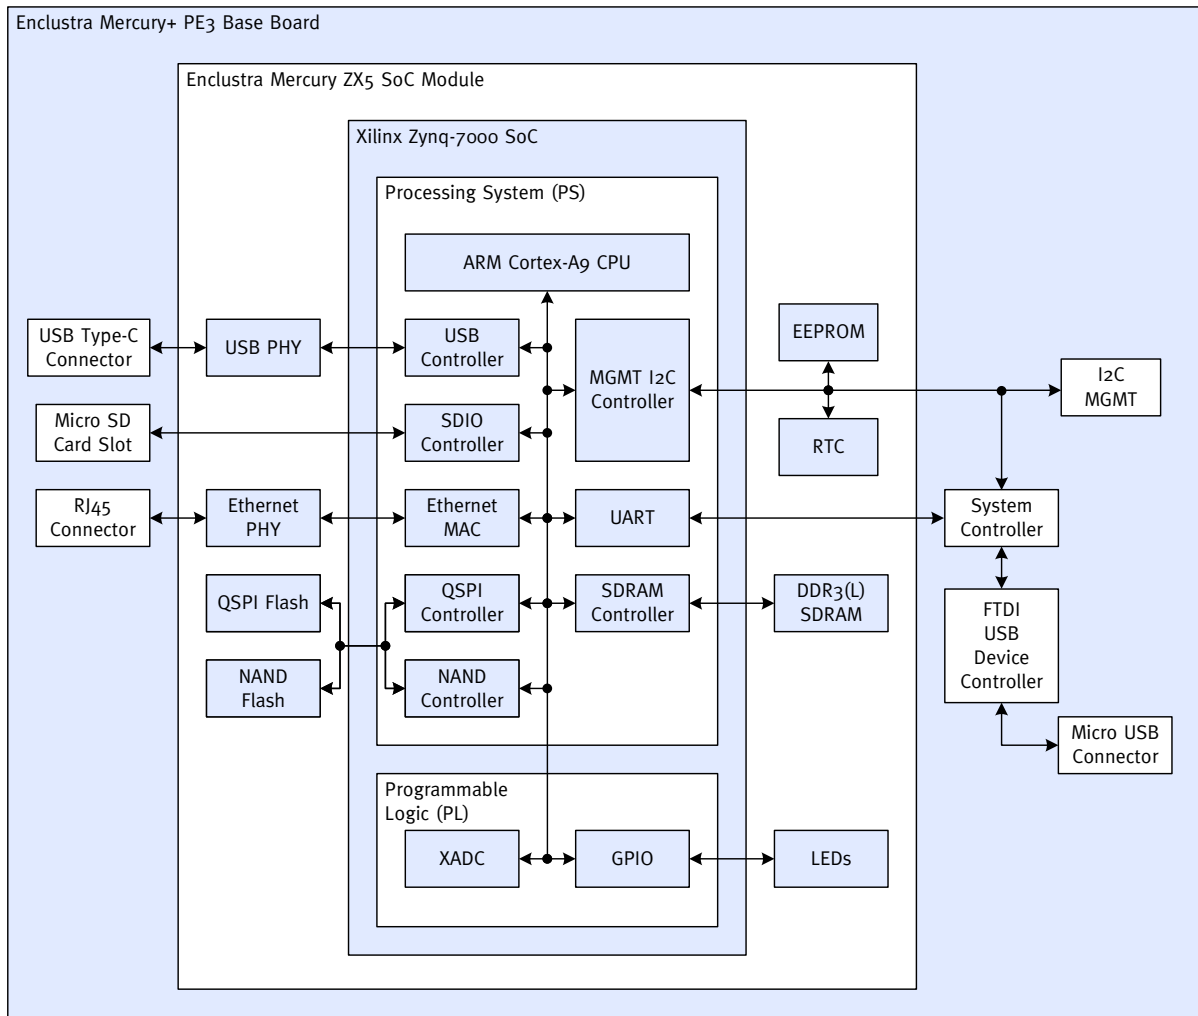 Enclustra Mercury+ PE3 Base Board
Enclustra Mercury ZX5 SoC Module
Xilinx Zynq-7000 SoC
Processing System (PS)
ARM Cortex-A9 CPU
USB Type-C
Connector
USB PHY
USB
Controller
MGMT I2C
Controller
EEPROM
I2C
MGMT
Micro SD
Card Slot
SDIO
Controller
RTC
RJ45
Connector
Ethernet
PHY
Ethernet
MAC
UART
System
Controller
QSPI Flash
QSPI
Controller
SDRAM
Controller
DDR3(L)
SDRAM
FTDI
USB
Device
Controller
NAND
Flash
NAND
Controller
Micro USB
Connector
Programmable
Logic (PL)
XADC
GPIO
LEDs